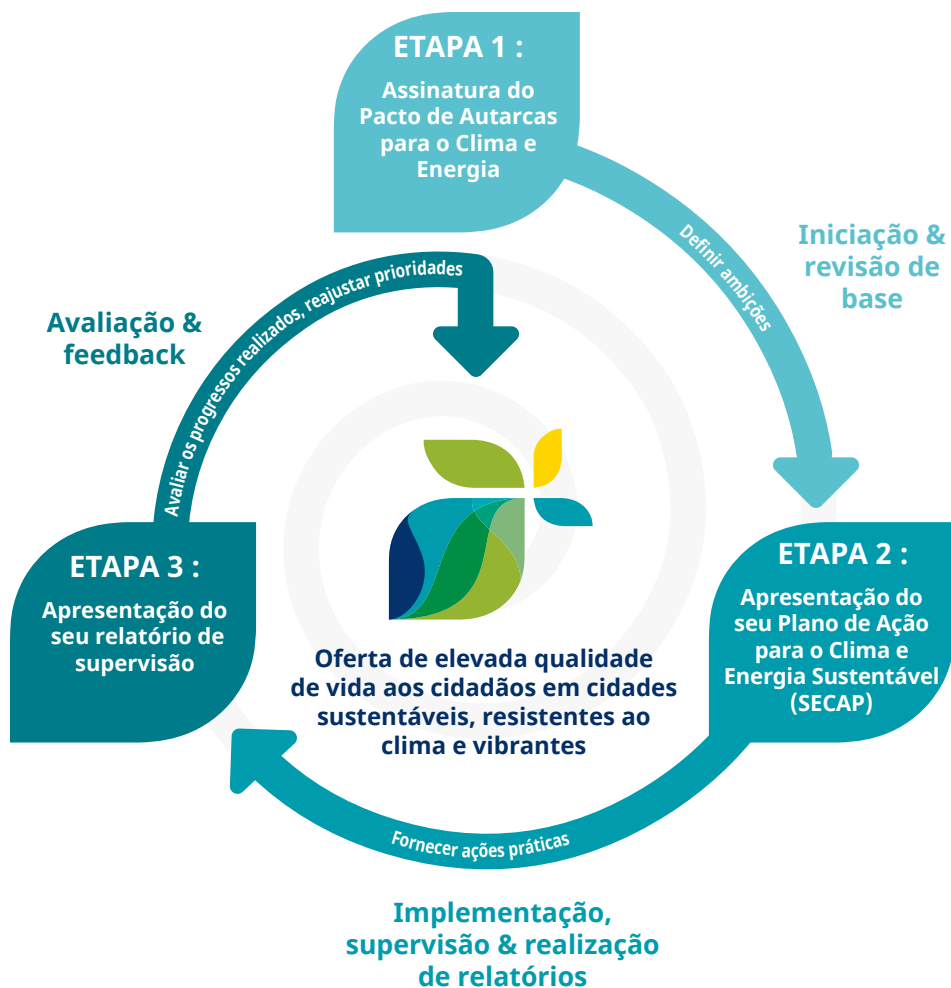 ETAPA 1 :
Assinatura do
Pacto de Autarcas
para o Clima e
Energia
Definir ambições
Iniciação &
revisão de
base
ETAPA 2 :
Apresentação do
seu Plano de Ação
para o Clima e
Energia Sustentável
(SECAP)
Fornecer ações práticas
Implementação,
supervisão & realização
de relatórios
ETAPA 3 :
Apresentação do
seu relatório de
supervisão
Avaliar os progressos realizados, reajustar prioridades
Avaliação &
feedback
Oferta de elevada qualidade
de vida aos cidadãos em cidades
sustentáveis, resistentes ao
clima e vibrantes